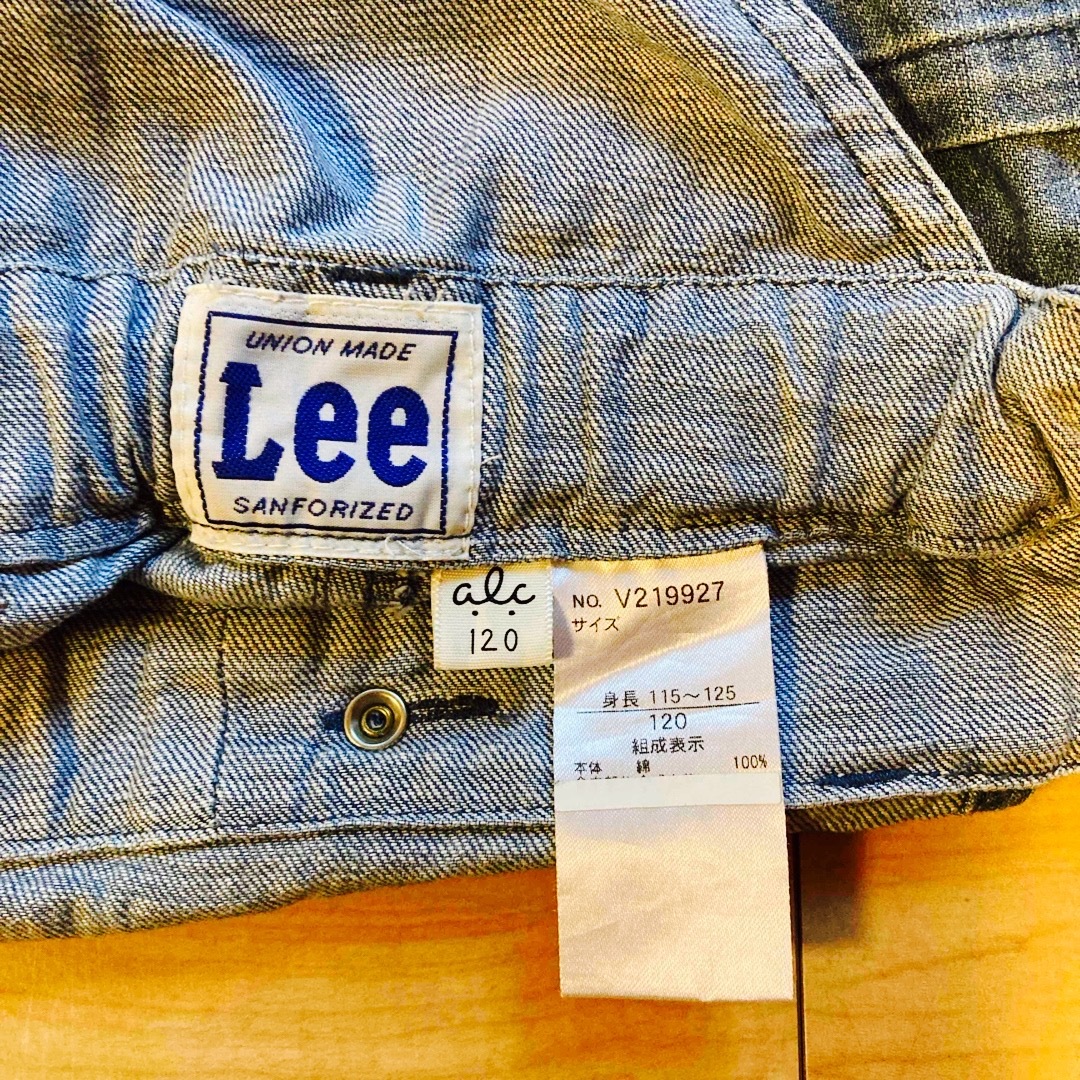 UNION MADE
Lee
SANFORIZED
a.l.c
120
NO. V219927
サイズ
身長 115〜125
120
組成表示
本体 綿 100%